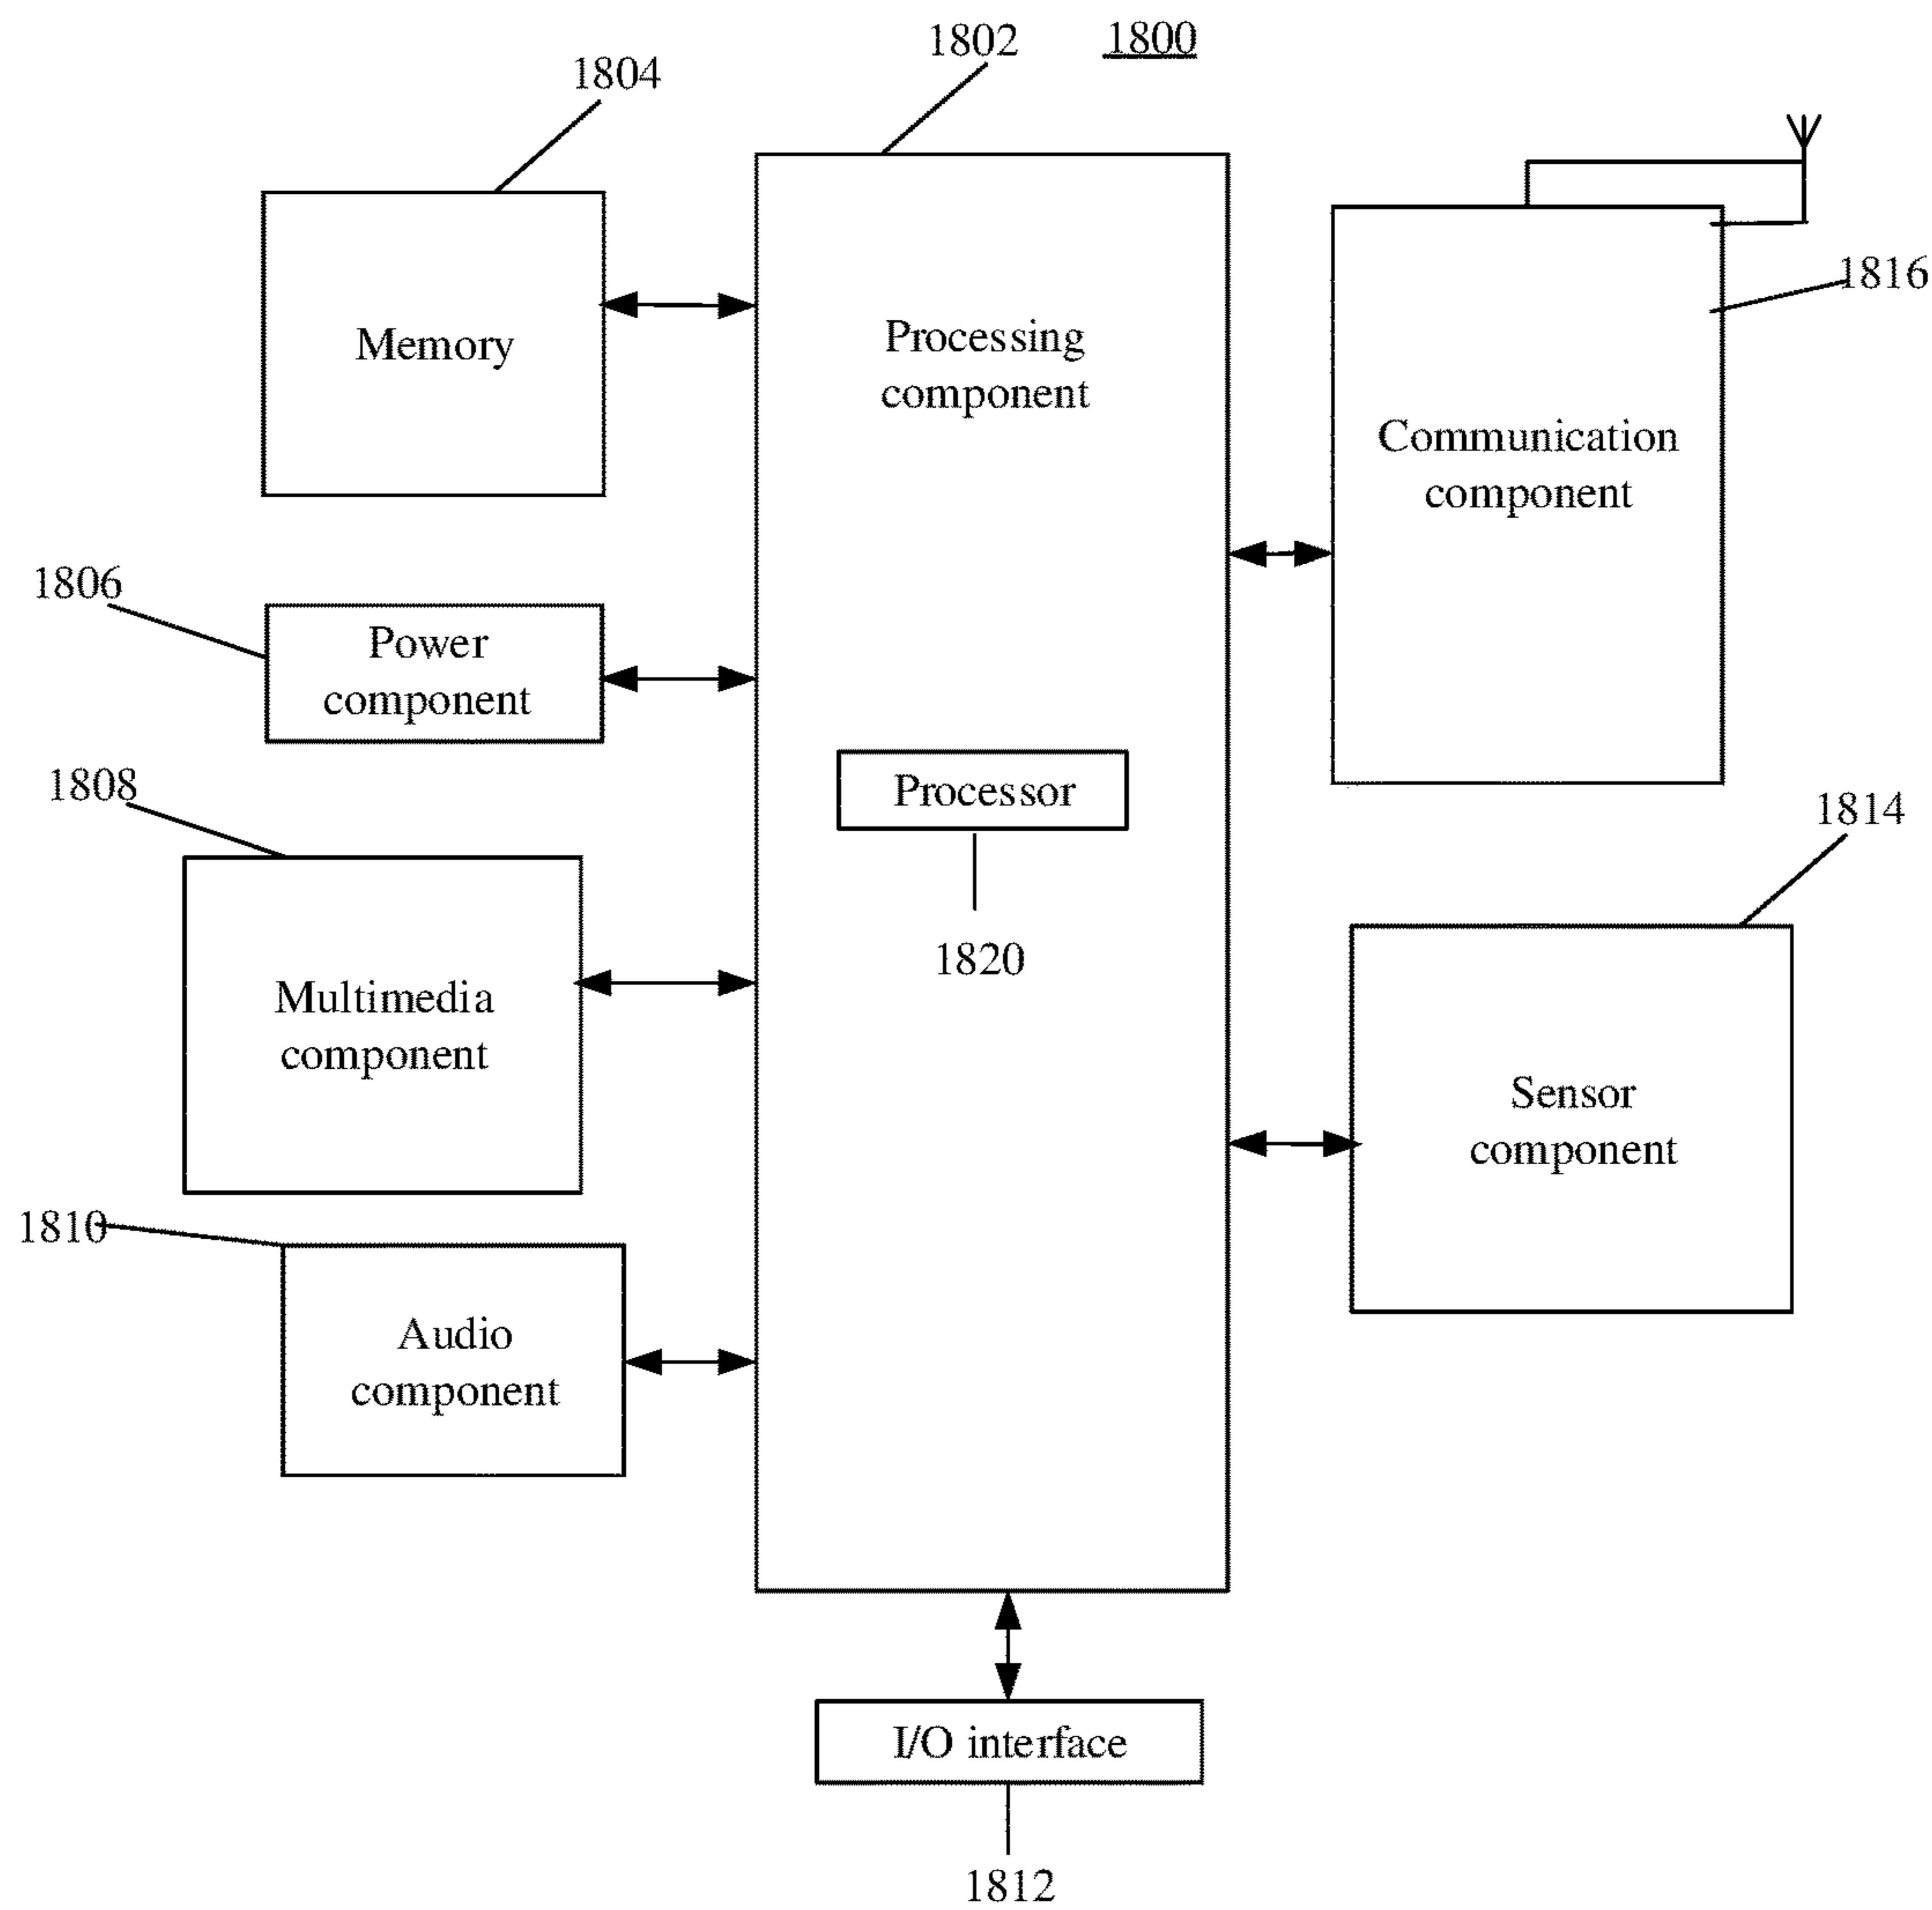 1802
1800
1804
Memory
Processing
component
1816
Communication
component
1806
Power
component
1808
Processor
1814
1820
Multimedia
component
Sensor
component
1810
Audio
component
I/O interface
1812